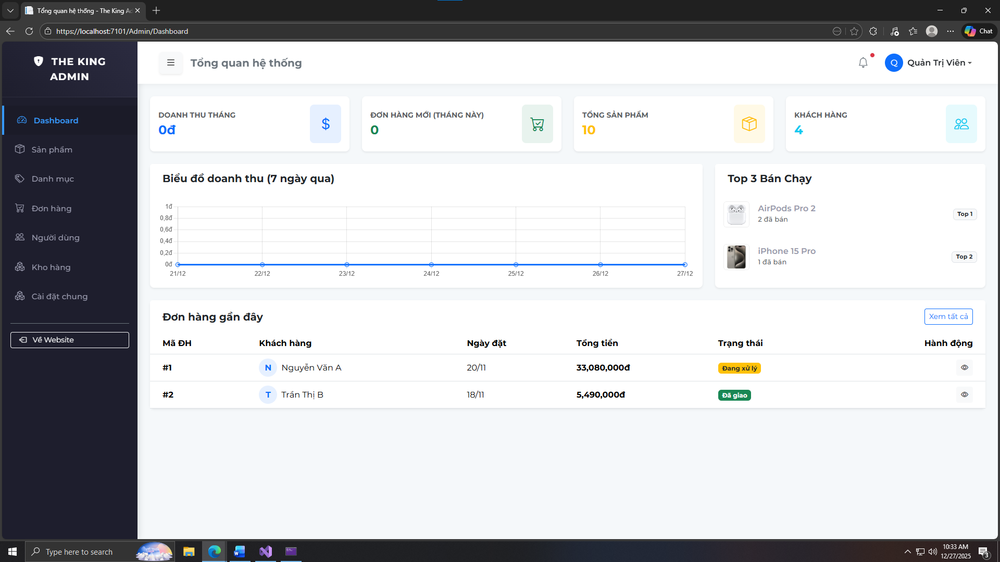 Tổng quan hệ thống - The King Ad
https://localhost:7101/Admin/Dashboard
Chat
THE KING
ADMIN
Tổng quan hệ thống
Q Quản Trị Viên
Dashboard
Sản phẩm
Danh mục
Đơn hàng
Người dùng
Kho hàng
Cài đặt chung
Về Website
DOANH THU THÁNG
0đ
$
ĐƠN HÀNG MỚI (THÁNG NÀY)
0
TỔNG SẢN PHẨM
10
KHÁCH HÀNG
4
Biểu đồ doanh thu (7 ngày qua)
1đ
0,8đ
0,6đ
0,4đ
0,2đ
0đ
21/12 22/12 23/12 24/12 25/12 26/12 27/12
Top 3 Bán Chạy
AirPods Pro 2
2 đã bán
Top 1
iPhone 15 Pro
1 đã bán
Top 2
Đơn hàng gần đây
Xem tất cả
Mã ĐH Khách hàng Ngày đặt Tổng tiền Trạng thái Hành động
#1 N Nguyễn Văn A 20/11 33,080,000đ Đang xử lý
#2 T Trần Thị B 18/11 5,490,000đ Đã giao
Type here to search
10:33 AM
12/27/2025
3